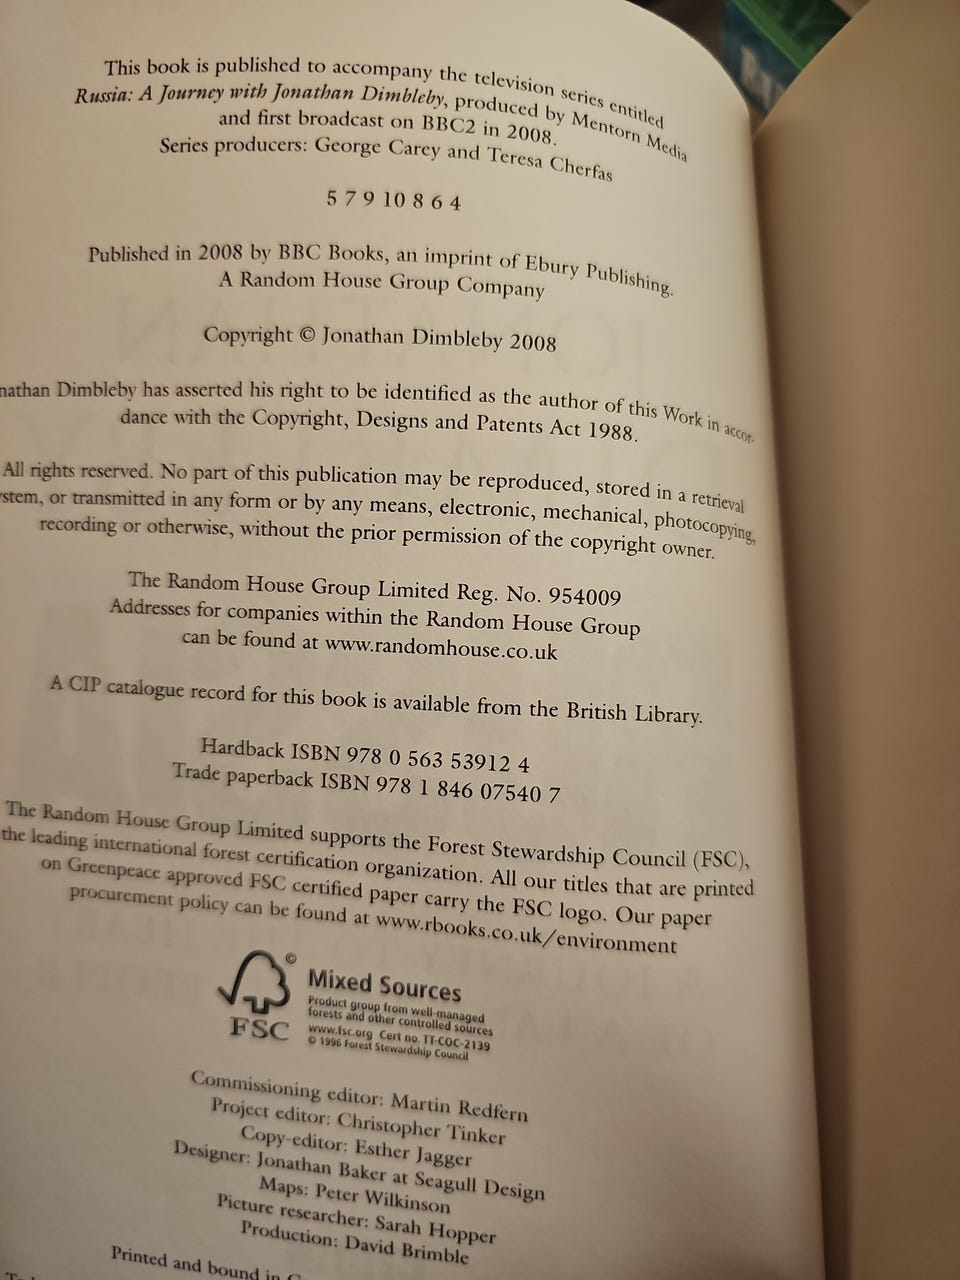 This book is published to accompany the television series entitled
Russia: A Journey with Jonathan Dimbleby, produced by Mentorn Media
and first broadcast on BBC2 in 2008.
Series producers: George Carey and Teresa Cherfas
5 7 9 10 8 6 4
Published in 2008 by BBC Books, an imprint of Ebury Publishing.
A Random House Group Company
Copyright © Jonathan Dimbleby 2008
nathan Dimbleby has asserted his right to be identified as the author of this Work in accor-
dance with the Copyright, Designs and Patents Act 1988.
All rights reserved. No part of this publication may be reproduced, stored in a retrieval
stem, or transmitted in any form or by any means, electronic, mechanical, photocopying,
recording or otherwise, without the prior permission of the copyright owner.
The Random House Group Limited Reg. No. 954009
Addresses for companies within the Random House Group
can be found at www.randomhouse.co.uk
A CIP catalogue record for this book is available from the British Library.
Hardback ISBN 978 0 563 53912 4
Trade paperback ISBN 978 1 846 07540 7
The Random House Group Limited supports the Forest Stewardship Council (FSC),
the leading international forest certification organization. All our titles that are printed
on Greenpeace approved FSC certified paper carry the FSC logo. Our paper
procurement policy can be found at www.rbooks.co.uk/environment
©
FSC
Mixed Sources
Product group from well-managed
forests and other controlled sources
www.fsc.org Cert no. TT-COC-2139
© 1996 Forest Stewardship Council
Commissioning editor: Martin Redfern
Project editor: Christopher Tinker
Copy-editor: Esther Jagger
Designer: Jonathan Baker at Seagull Design
Maps: Peter Wilkinson
Picture researcher: Sarah Hopper
Production: David Brimble
Printed and bound in